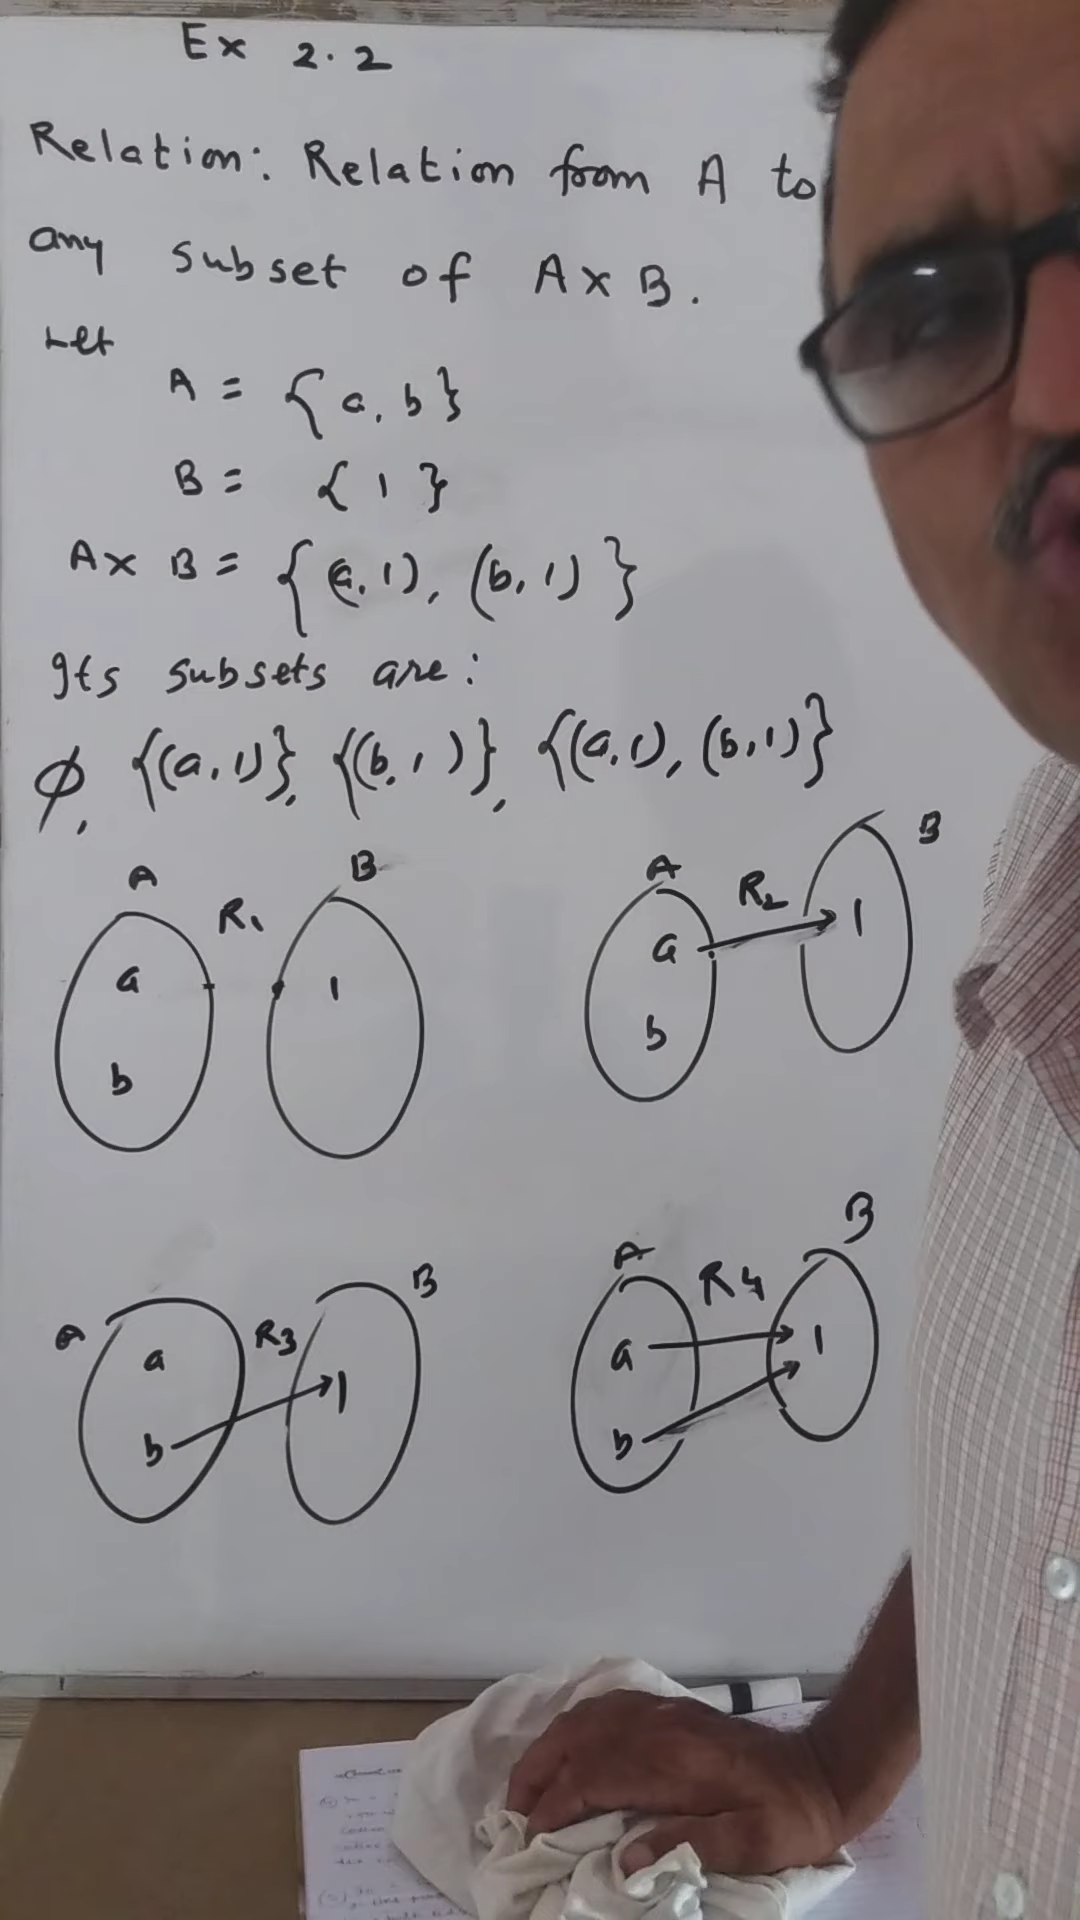 Ex 2.2
Relation: Relation from A to
any subset of A x B.
Let
A = {a, b}
B = {1}
A x B = {(a, 1), (b, 1)}
Its subsets are:
ϕ, {(a, 1)}, {(b, 1)}, {(a, 1), (b, 1)}
A R1 B
a 1
b
A R2 B
a 1
b
A R3 B
a 1
b
A R4 B
a 1
b